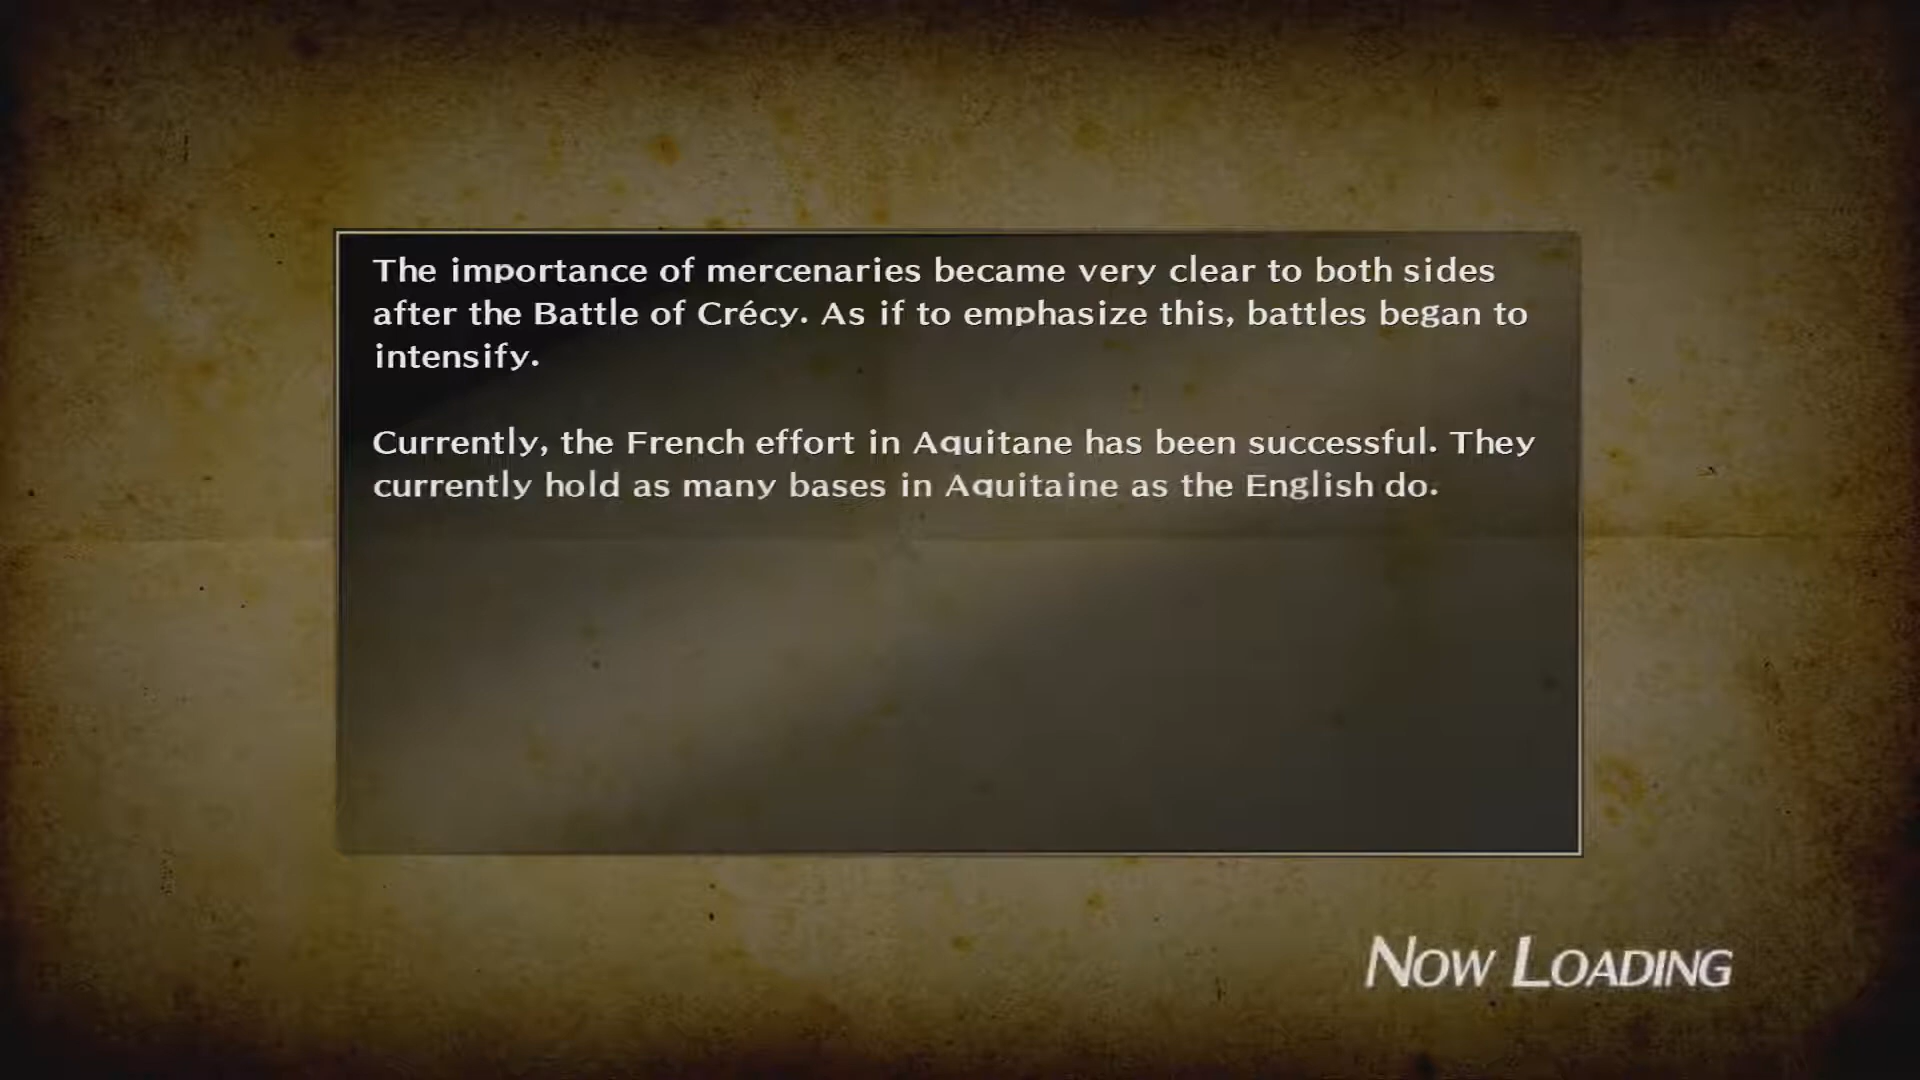 The importance of mercenaries became very clear to both sides
after the Battle of Crécy. As if to emphasize this, battles began to
intensify.
Currently, the French effort in Aquitane has been successful. They
currently hold as many bases in Aquitaine as the English do.
NOW LOADING